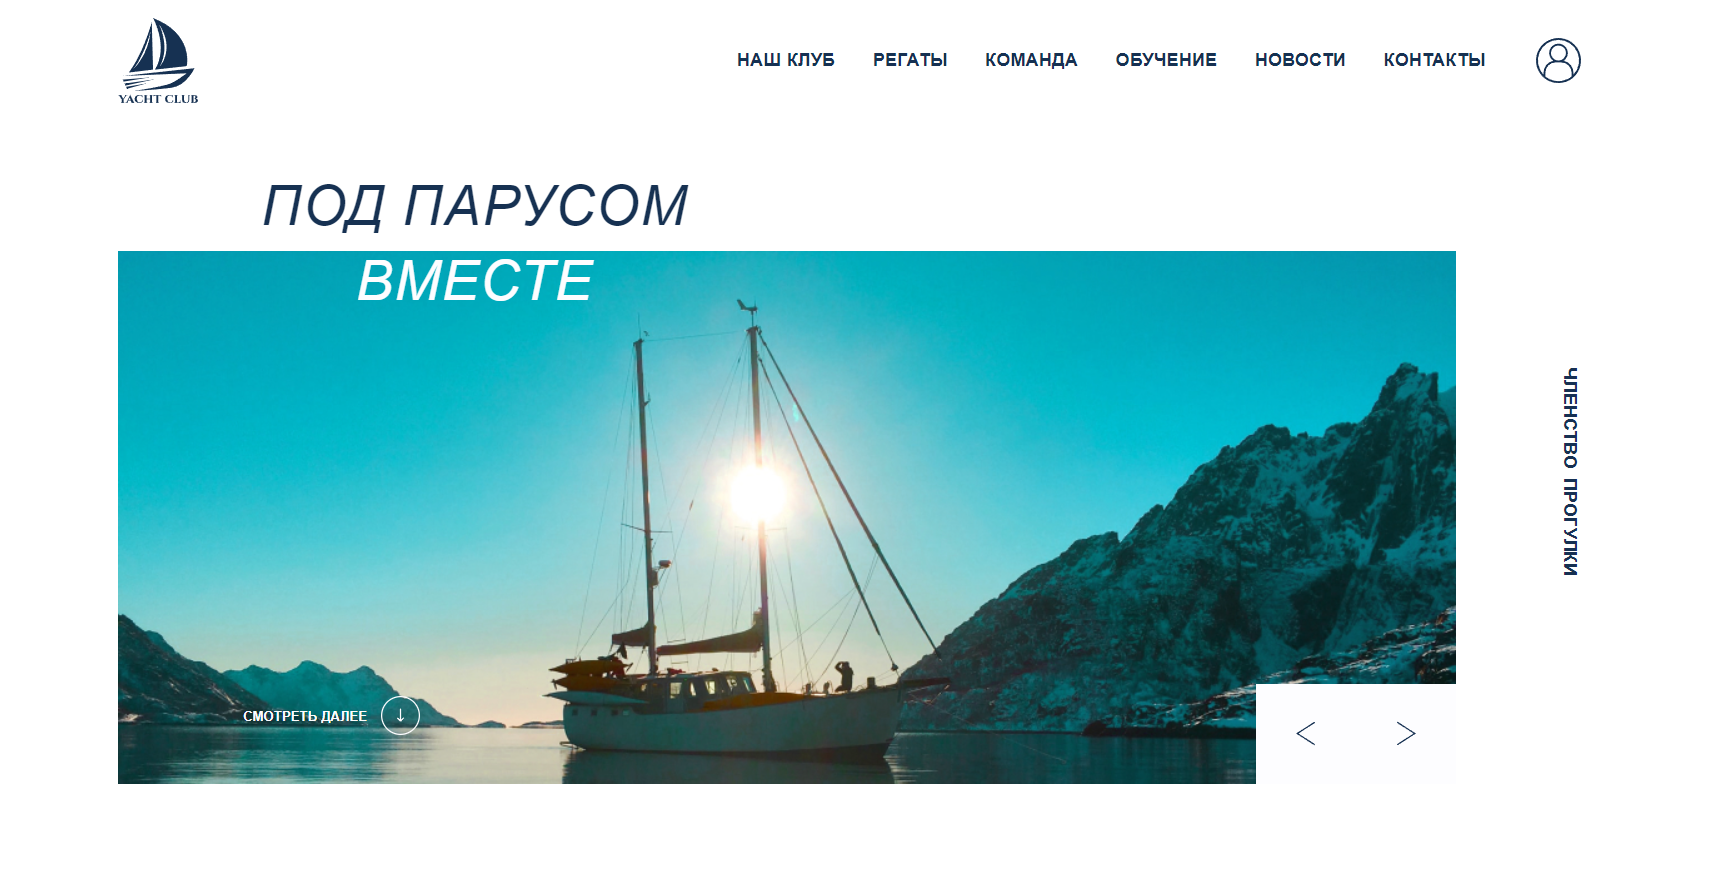 YACHT CLUB
НАШ КЛУБ РЕГАТЫ КОМАНДА ОБУЧЕНИЕ НОВОСТИ КОНТАКТЫ
ПОД ПАРУСОМ
ВМЕСТЕ
ЧЛЕНСТВО ПРОГУЛКИ
СМОТРЕТЬ ДАЛЕЕ